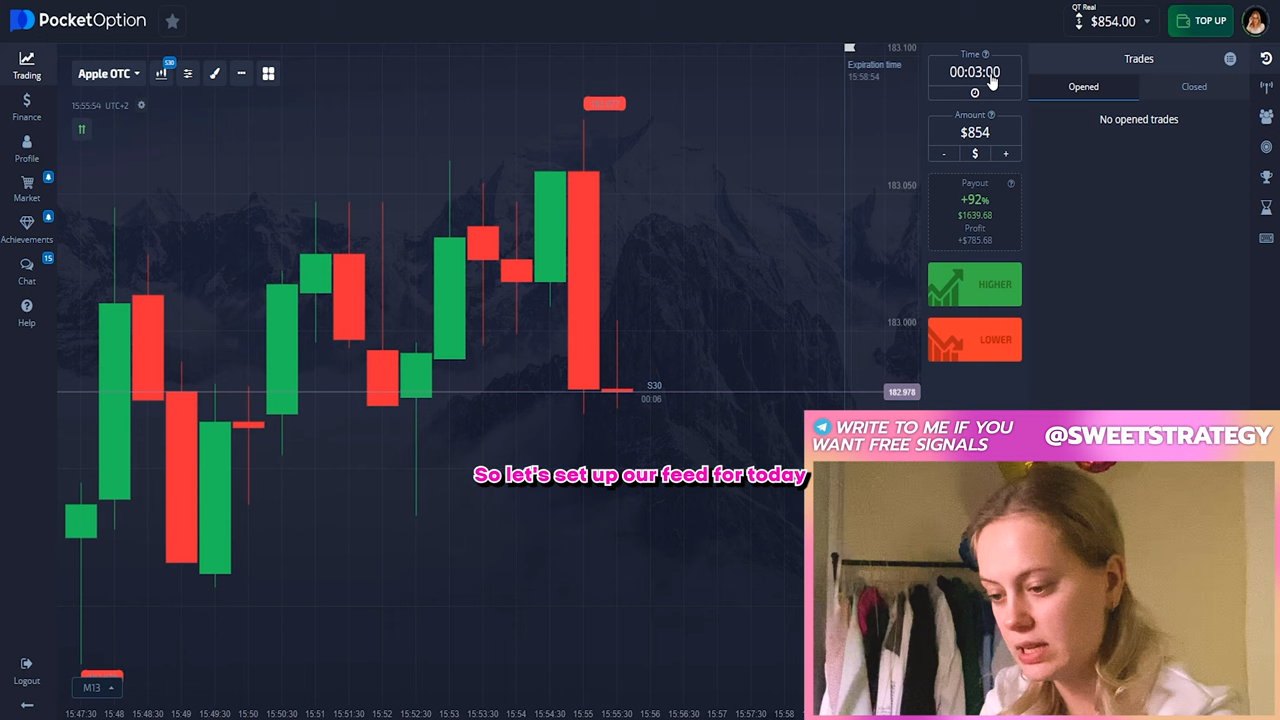 PocketOption
QT Real
$854.00
TOP UP
Trading
Finance
Profile
Market
Achievements
15
Chat
Help
Logout
Apple OTC
S30
15:55:54 UTC+2
Expiration time
15:58:54
183.100
183.050
183.000
182.978
S30
00:06
M13
15:47:30 15:48 15:48:30 15:49 15:49:30 15:50 15:50:30 15:51 15:51:30 15:52 15:52:30 15:53 15:53:30 15:54 15:54:30 15:55 15:55:30 15:56 15:56:30 15:57 15:57:30 15:58
Time
00:03:00
Amount
$854
- $ +
Payout
+92%
$1639.68
Profit
+$785.68
HIGHER
LOWER
Trades
Opened Closed
No opened trades
So let's set up our feed for today
WRITE TO ME IF YOU
WANT FREE SIGNALS
@SWEETSTRATEGY